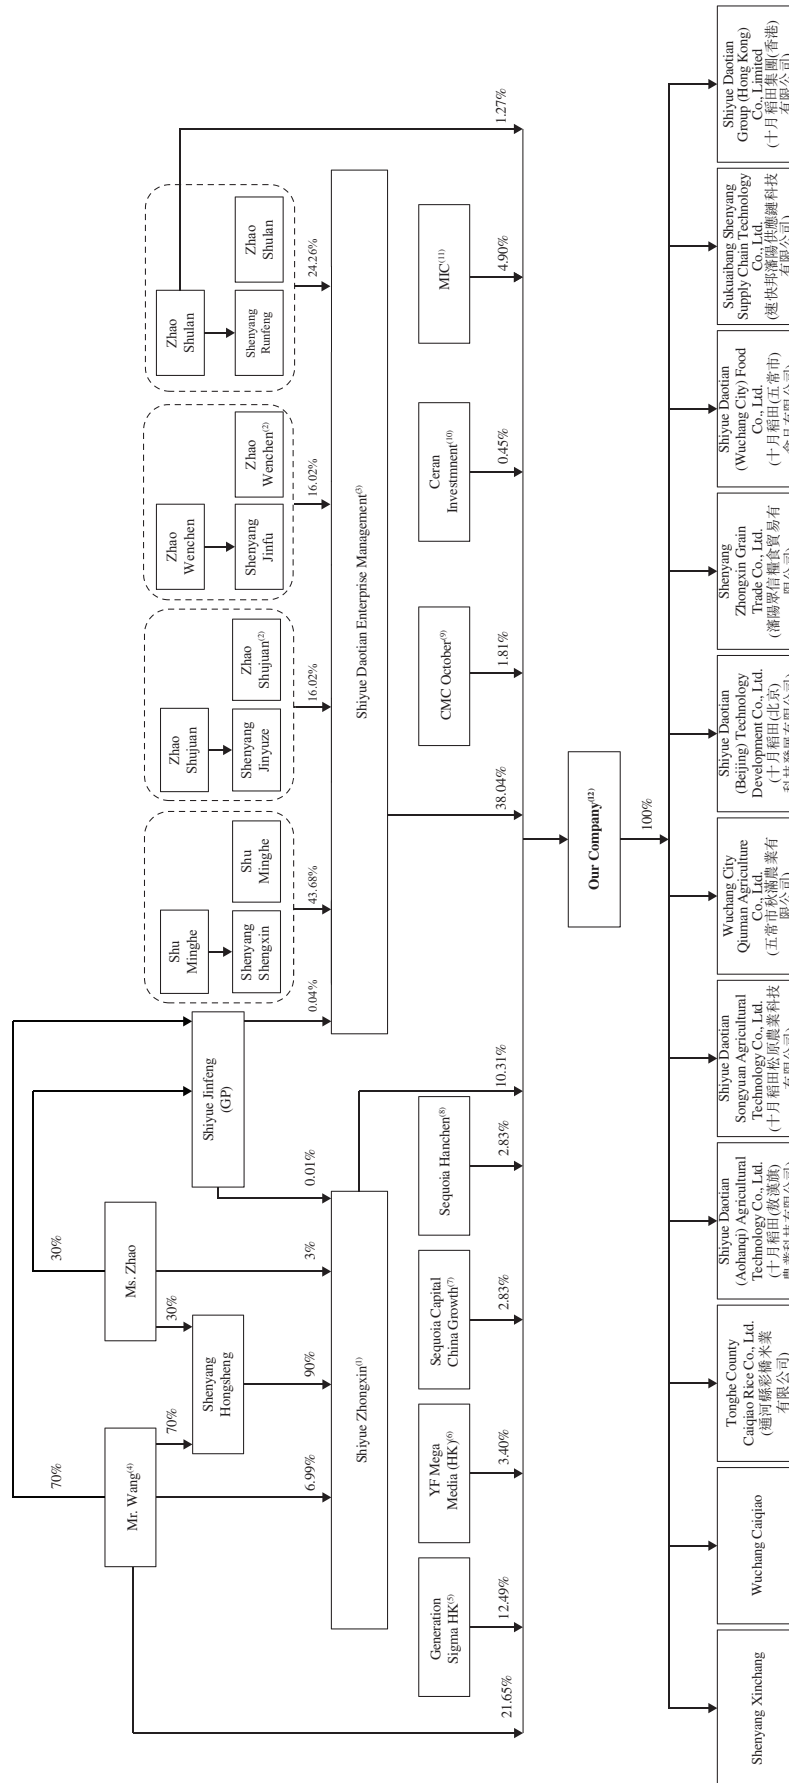 70%
30%
Mr. Wang(4)
Ms. Zhao
70%
30%
Shenyang
Hongsheng
Shiyue Jinfeng
(GP)
Shu
Minghe
Shenyang
Shengxin
Shu
Minghe
Zhao
Shujuan
Shenyang
Jinyuze
Zhao
Shujuan(2)
Zhao
Wenchen
Shenyang
Jinfu
Zhao
Wenchen(2)
Zhao
Shulan
Shenyang
Runfeng
Zhao
Shulan
6.99%
90%
3%
0.01%
0.04%
43.68%
16.02%
16.02%
24.26%
Shiyue Zhongxin(1)
Shiyue Daotian Enterprise Management(3)
Generation
Sigma HK(5)
YF Mega
Media (HK)(6)
Sequoia Capital
China Growth(7)
Sequoia Hanchen(8)
CMC October(9)
Ceran
Investmnent(10)
MIC(11)
21.65%
12.49%
3.40%
2.83%
2.83%
10.31%
38.04%
1.81%
0.45%
4.90%
1.27%
Our Company(12)
100%
Shenyang Xinchang
Wuchang Caiqiao
Tonghe County
Caiqiao Rice Co., Ltd.
(通河縣彩橋米業
有限公司)
Shiyue Daotian
(Aohanqi) Agricultural
Technology Co., Ltd.
(十月稻田(敖漢旗)
農業科技有限公司)
Shiyue Daotian
Songyuan Agricultural
Technology Co., Ltd.
(十月稻田松原農業科技
有限公司)
Wuchang City
Qiuman Agriculture
Co., Ltd.
(五常市秋滿農業有
限公司)
Shiyue Daotian
(Beijing) Technology
Development Co., Ltd.
(十月稻田(北京)
科技發展有限公司)
Shenyang
Zhongxin Grain
Trade Co., Ltd.
(瀋陽眾信糧食貿易有
限公司)
Shiyue Daotian
(Wuchang City) Food
Co., Ltd.
(十月稻田(五常市)
食品有限公司)
Sukuaibang Shenyang
Supply Chain Technology
Co., Ltd.
(速快邦瀋陽供應鏈科技
有限公司)
Shiyue Daotian
Group (Hong Kong)
Co., Limited
(十月稻田集團(香港)
有限公司)